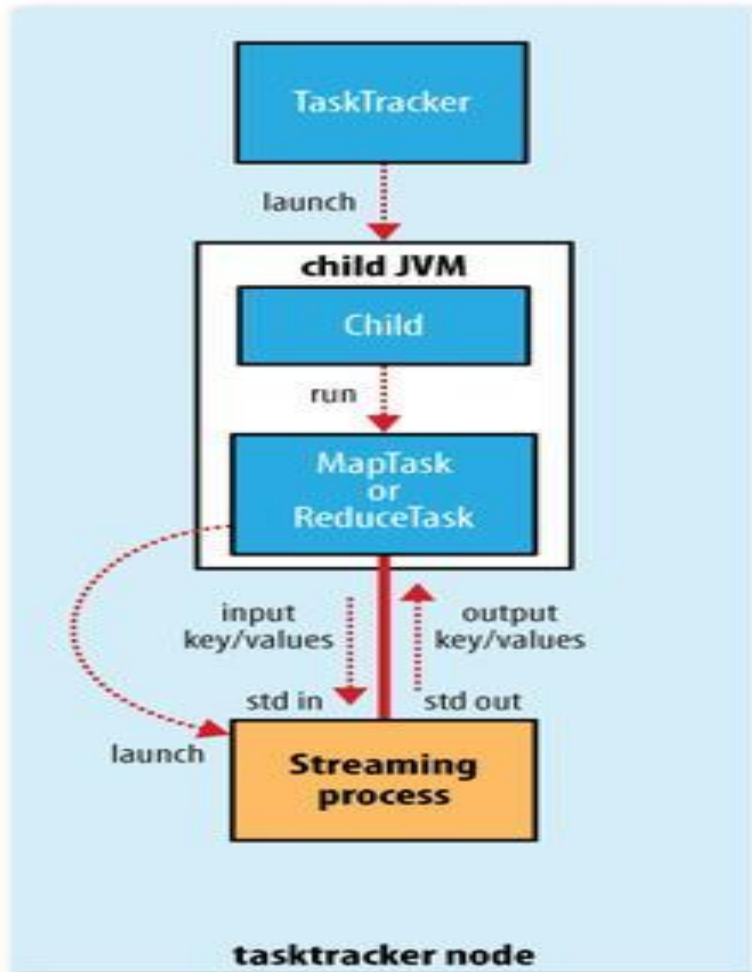 TaskTracker
launch
child JVM
Child
run
MapTask
or
ReduceTask
input
key/values
output
key/values
std in
std out
launch
Streaming
process
tasktracker node